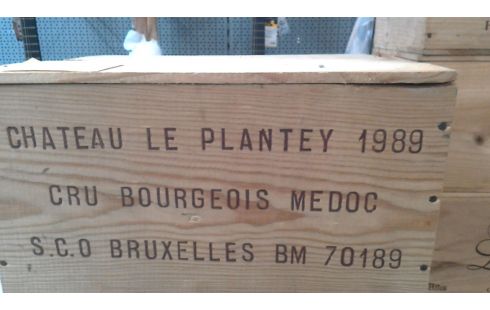 CHATEAU LE PLANTEY 1989
CRU BOURGEOIS MEDOC
S.C.O BRUXELLES BM 70189